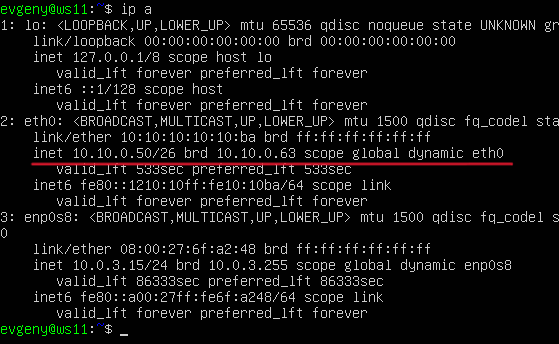 evgeny@ws11:~$ ip a
1: lo: <LOOPBACK,UP,LOWER_UP> mtu 65536 qdisc noqueue state UNKNOWN gr
link/loopback 00:00:00:00:00:00 brd 00:00:00:00:00:00
inet 127.0.0.1/8 scope host lo
valid_lft forever preferred_lft forever
inet6 ::1/128 scope host
valid_lft forever preferred_lft forever
2: eth0: <BROADCAST,MULTICAST,UP,LOWER_UP> mtu 1500 qdisc fq_codel sta
link/ether 10:10:10:10:10:ba brd ff:ff:ff:ff:ff:ff
inet 10.10.0.50/26 brd 10.10.0.63 scope global dynamic eth0
valid_lft 533sec preferred_lft 533sec
inet6 fe80::1210:10ff:fe10:10ba/64 scope link
valid_lft forever preferred_lft forever
3: enp0s8: <BROADCAST,MULTICAST,UP,LOWER_UP> mtu 1500 qdisc fq_codel s
0
link/ether 08:00:27:6f:a2:48 brd ff:ff:ff:ff:ff:ff
inet 10.0.3.15/24 brd 10.0.3.255 scope global dynamic enp0s8
valid_lft 86333sec preferred_lft 86333sec
inet6 fe80::a00:27ff:fe6f:a248/64 scope link
valid_lft forever preferred_lft forever
evgeny@ws11:~$ _